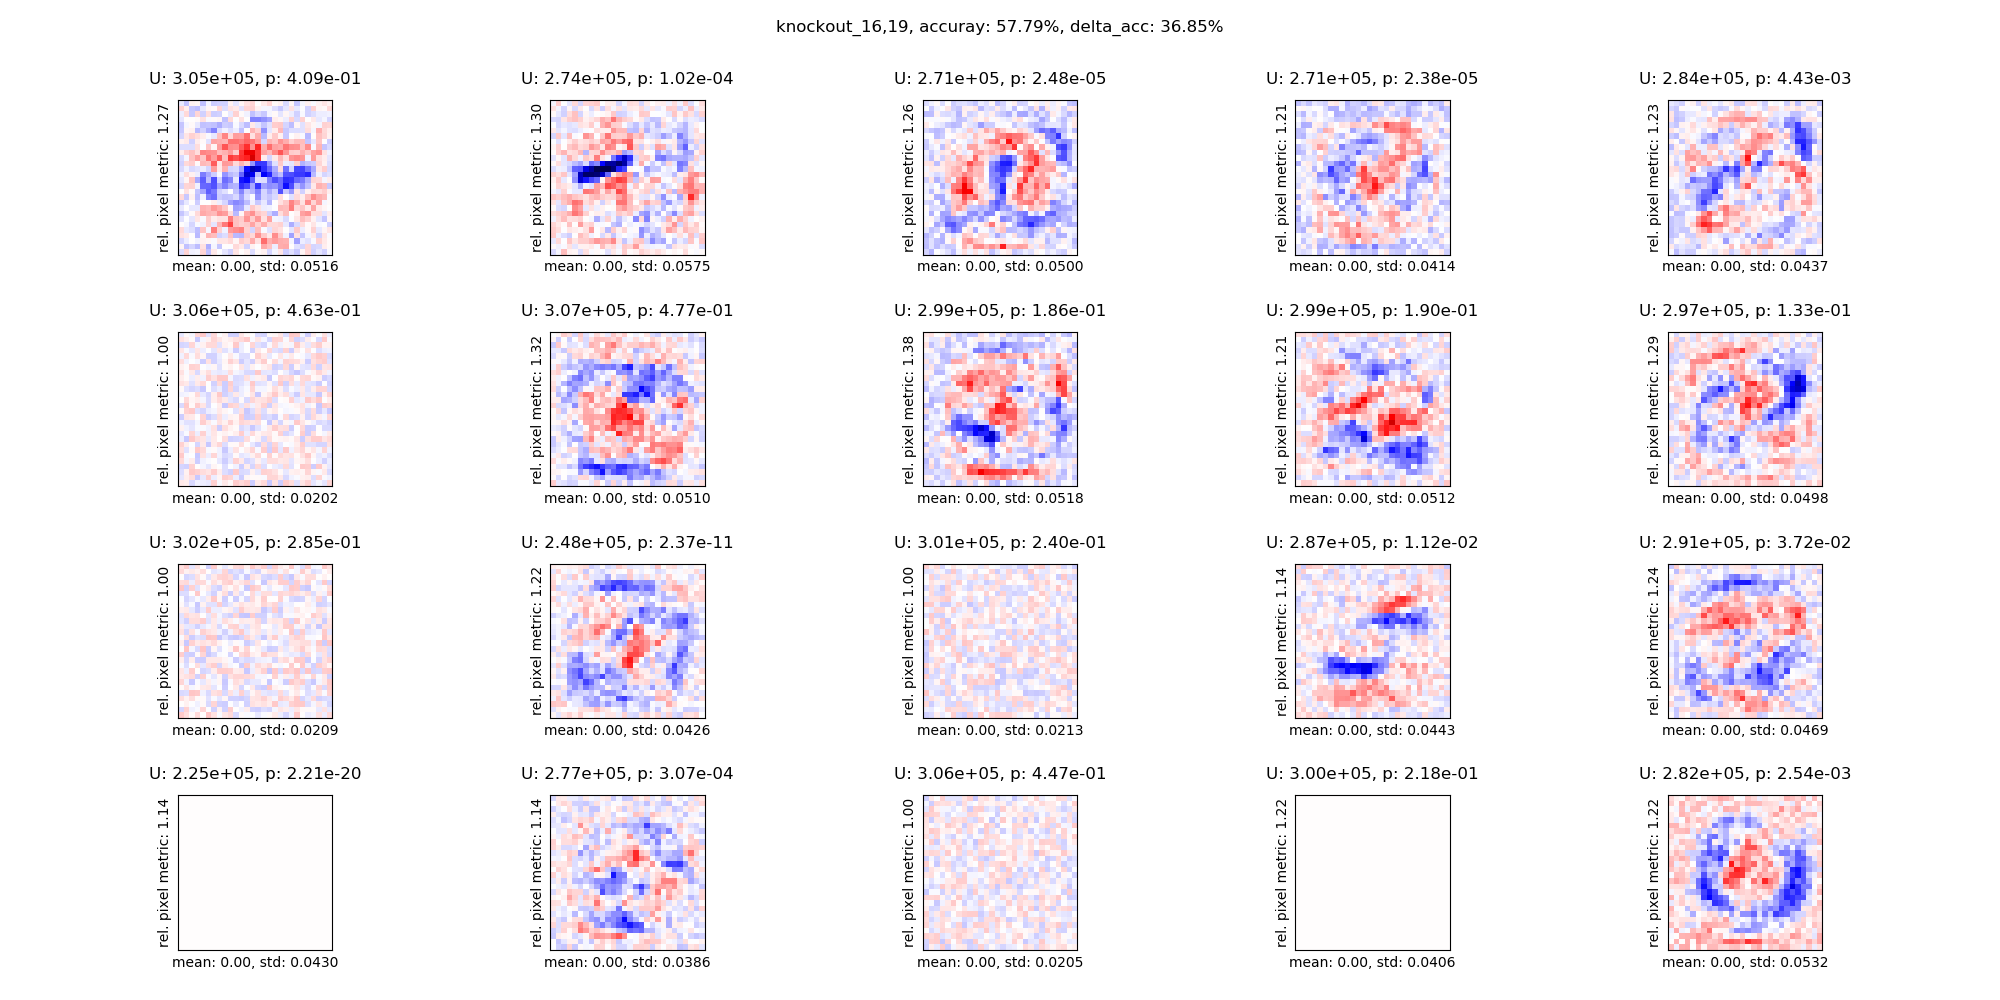 knockout_16,19, accuray: 57.79%, delta_acc: 36.85%
U: 3.05e+05, p: 4.09e-01
rel. pixel metric: 1.27
mean: 0.00, std: 0.0516
U: 2.74e+05, p: 1.02e-04
rel. pixel metric: 1.30
mean: 0.00, std: 0.0575
U: 2.71e+05, p: 2.48e-05
rel. pixel metric: 1.26
mean: 0.00, std: 0.0500
U: 2.71e+05, p: 2.38e-05
rel. pixel metric: 1.21
mean: 0.00, std: 0.0414
U: 2.84e+05, p: 4.43e-03
rel. pixel metric: 1.23
mean: 0.00, std: 0.0437
U: 3.06e+05, p: 4.63e-01
rel. pixel metric: 1.00
mean: 0.00, std: 0.0202
U: 3.07e+05, p: 4.77e-01
rel. pixel metric: 1.32
mean: 0.00, std: 0.0510
U: 2.99e+05, p: 1.86e-01
rel. pixel metric: 1.38
mean: 0.00, std: 0.0518
U: 2.99e+05, p: 1.90e-01
rel. pixel metric: 1.21
mean: 0.00, std: 0.0512
U: 2.97e+05, p: 1.33e-01
rel. pixel metric: 1.29
mean: 0.00, std: 0.0498
U: 3.02e+05, p: 2.85e-01
rel. pixel metric: 1.00
mean: 0.00, std: 0.0209
U: 2.48e+05, p: 2.37e-11
rel. pixel metric: 1.22
mean: 0.00, std: 0.0426
U: 3.01e+05, p: 2.40e-01
rel. pixel metric: 1.00
mean: 0.00, std: 0.0213
U: 2.87e+05, p: 1.12e-02
rel. pixel metric: 1.14
mean: 0.00, std: 0.0443
U: 2.91e+05, p: 3.72e-02
rel. pixel metric: 1.24
mean: 0.00, std: 0.0469
U: 2.25e+05, p: 2.21e-20
rel. pixel metric: 1.14
mean: 0.00, std: 0.0430
U: 2.77e+05, p: 3.07e-04
rel. pixel metric: 1.14
mean: 0.00, std: 0.0386
U: 3.06e+05, p: 4.47e-01
rel. pixel metric: 1.00
mean: 0.00, std: 0.0205
U: 3.00e+05, p: 2.18e-01
rel. pixel metric: 1.22
mean: 0.00, std: 0.0406
U: 2.82e+05, p: 2.54e-03
rel. pixel metric: 1.22
mean: 0.00, std: 0.0532